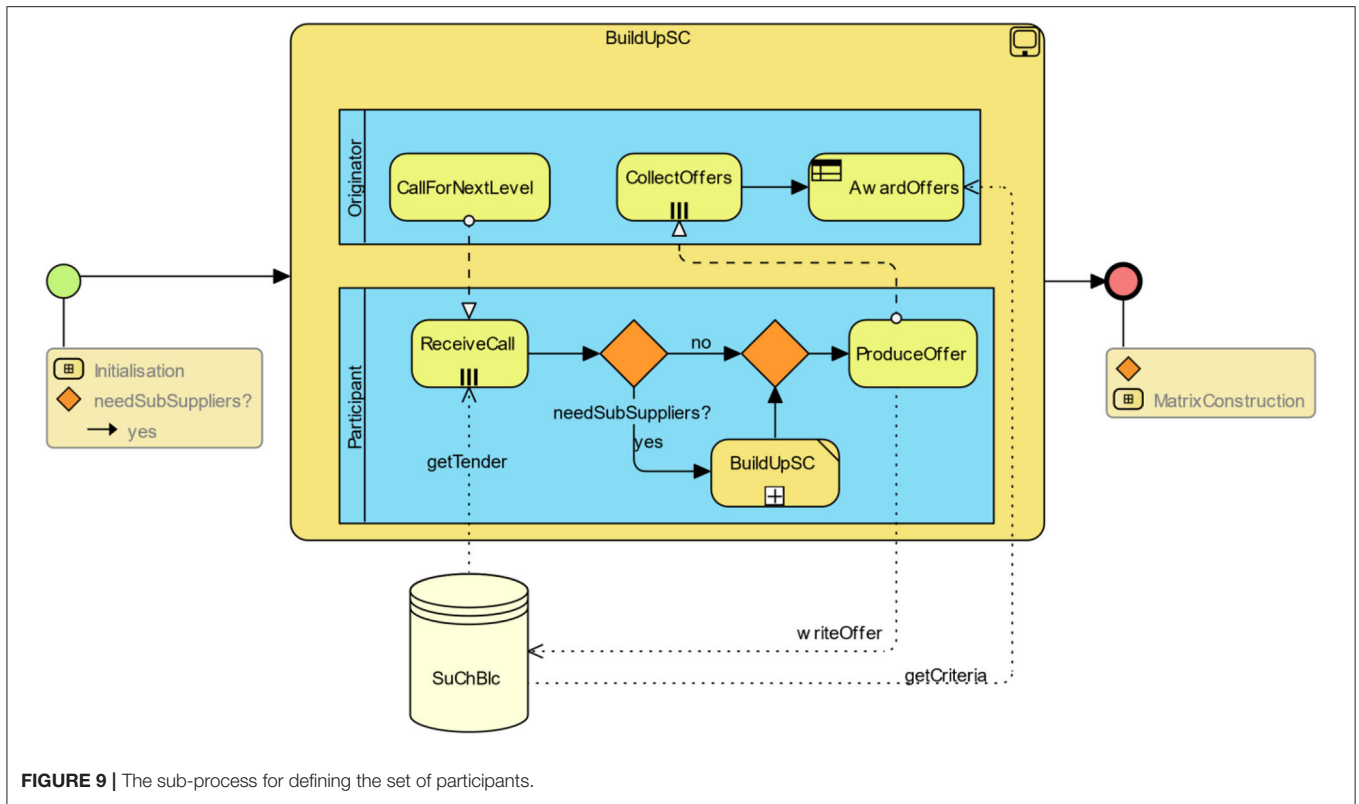 BuildUpSC
Originator
CallForNextLevel
CollectOffers
AwardOffers
Participant
ReceiveCall
no
ProduceOffer
needSubSuppliers?
yes
BuildUpSC
getTender
Initialisation
needSubSuppliers?
yes
MatrixConstruction
SuChBlc
writeOffer
getCriteria
FIGURE 9 | The sub-process for defining the set of participants.